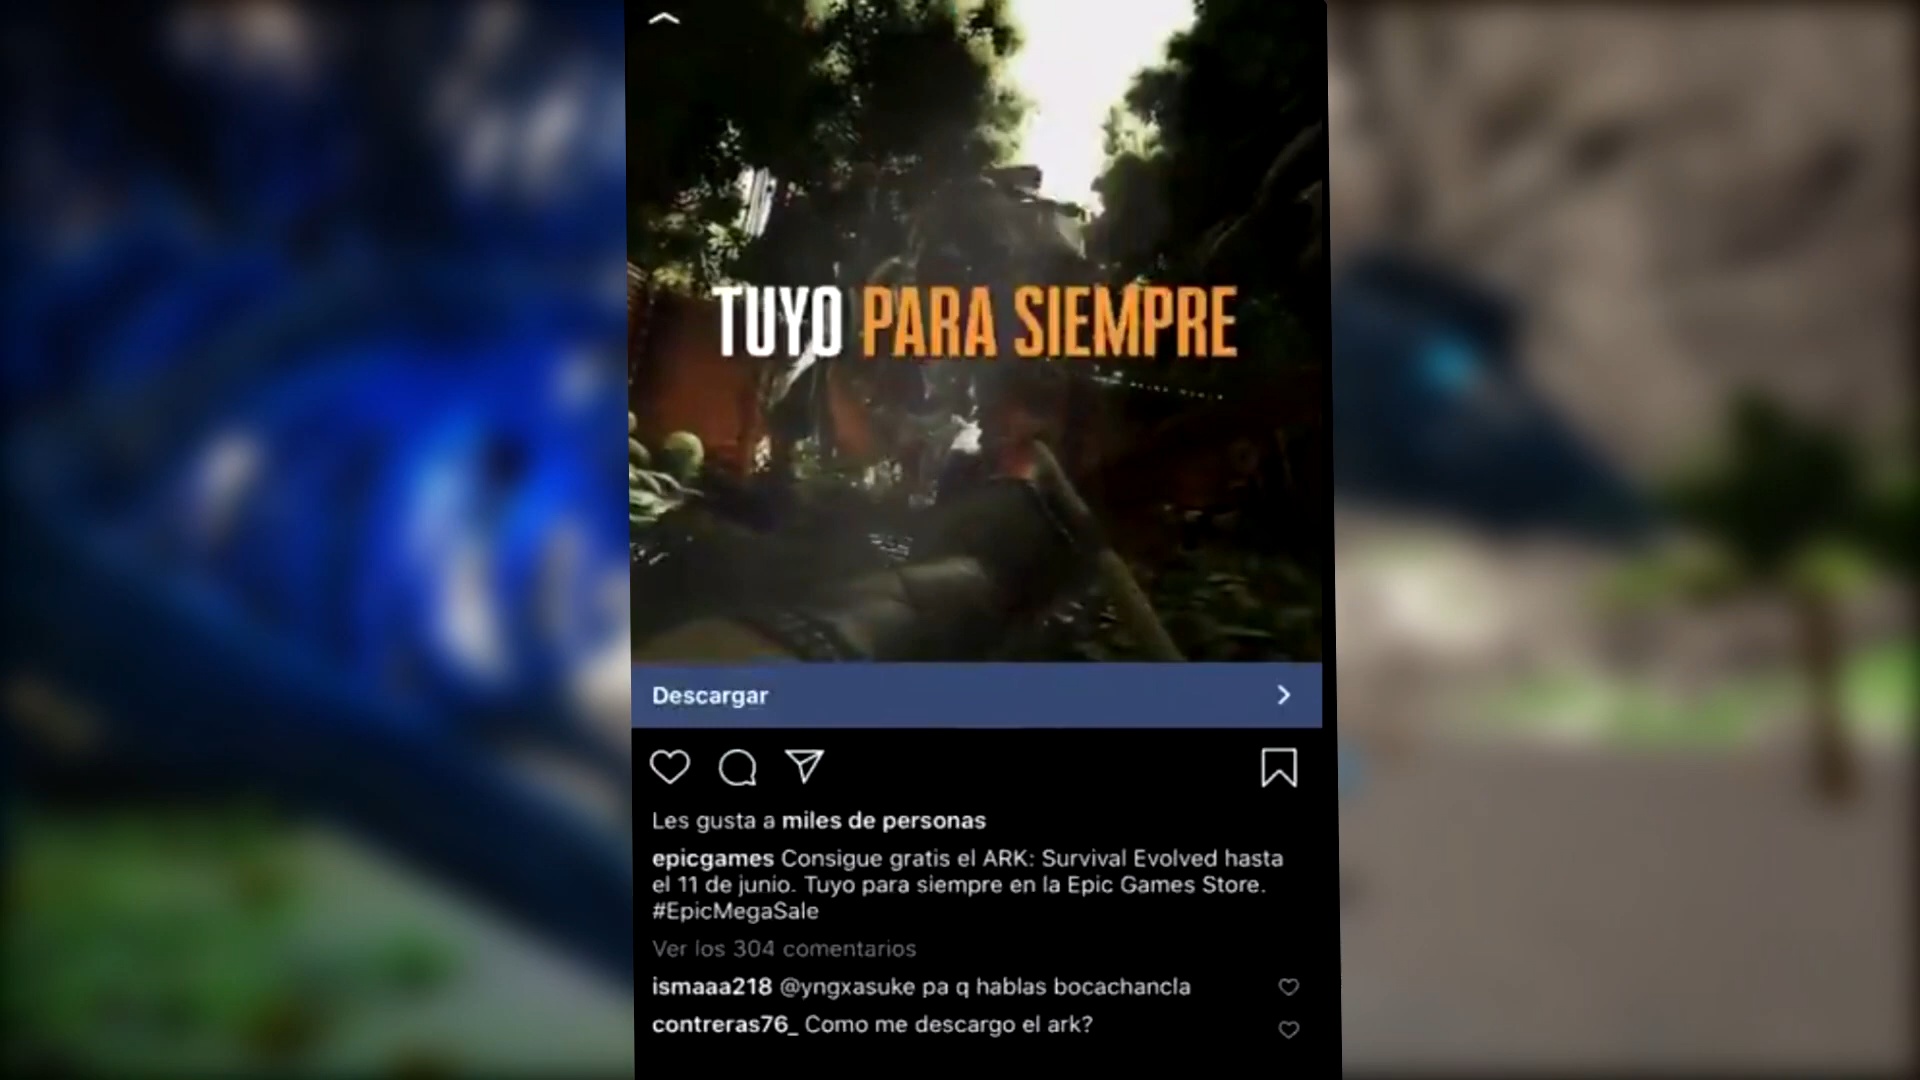 TUYO PARA SIEMPRE
Descargar
Les gusta a miles de personas
epicgames Consigue gratis el ARK: Survival Evolved hasta
el 11 de junio. Tuyo para siempre en la Epic Games Store.
#EpicMegaSale
Ver los 304 comentarios
ismaaa218 @yngxasuke pa q hablas bocachancla
contreras76_ Como me descargo el ark?